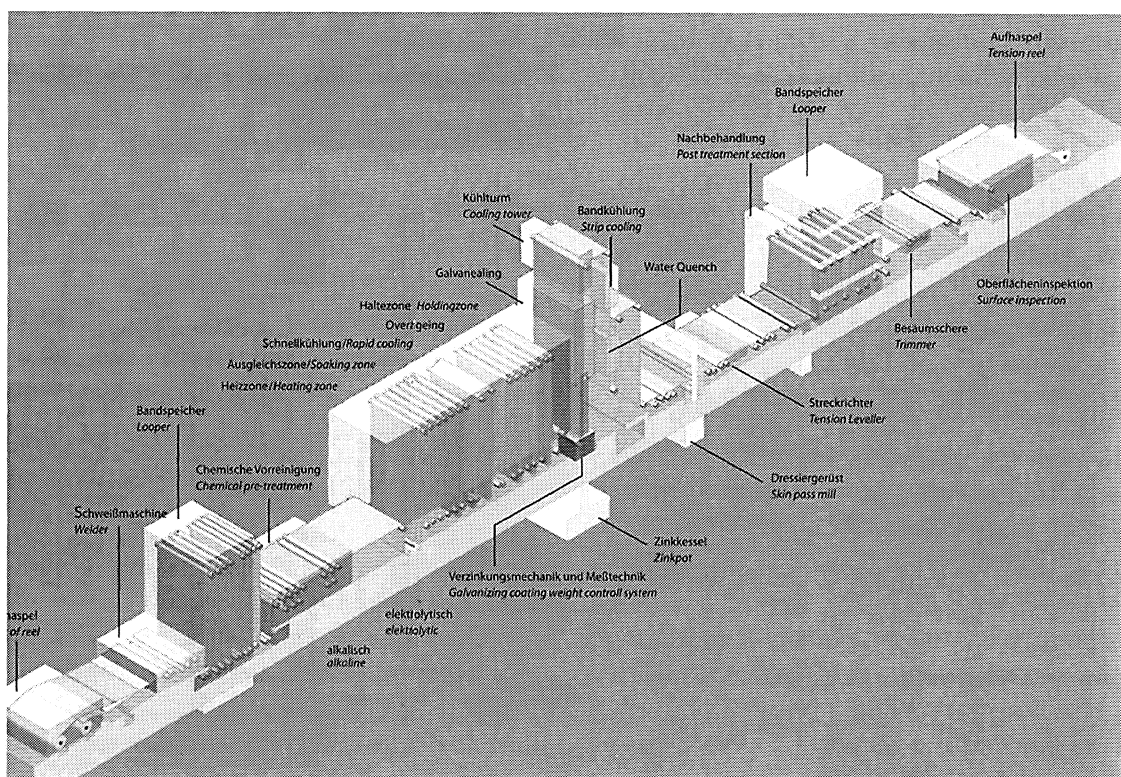 Aufhaspel
Tension reel
Bandspeicher
Looper
Nachbehandlung
Post treatment section
Kühlturm
Cooling tower
Bandkühlung
Strip cooling
Galvanealing
Water Quench
Haltezone Holdingzone
Overageing
Schnellkühlung/Rapid cooling
Ausgleichszone/Soaking zone
Heizzone/Heating zone
Oberflächeninspektion
Surface inspection
Besaumschere
Trimmer
Streckrichter
Tension Leveller
Bandspeicher
Looper
Chemische Vorreinigung
Chemical pre-treatment
Schweißmaschine
Welder
Dressiergerüst
Skin pass mill
Zinkkessel
Zinkpot
Verzinkungsmechanik und Meßtechnik
Galvanizing coating weight controll system
elektrolytisch
elektrolytic
alkalisch
alkaline
haspel
of reel